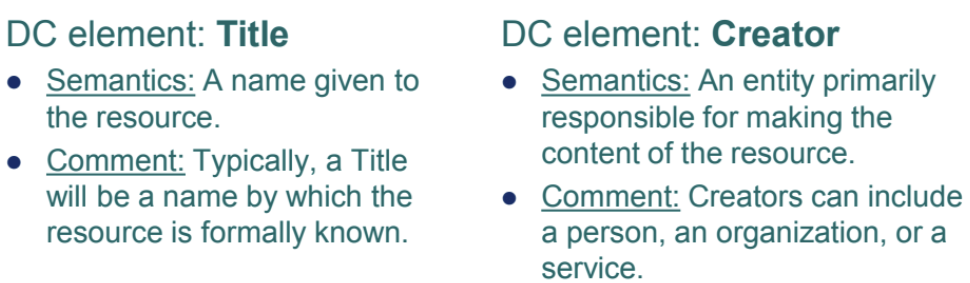 DC element: Title
● Semantics: A name given to
the resource.
● Comment: Typically, a Title
will be a name by which the
resource is formally known.
DC element: Creator
● Semantics: An entity primarily
responsible for making the
content of the resource.
● Comment: Creators can include
a person, an organization, or a
service.